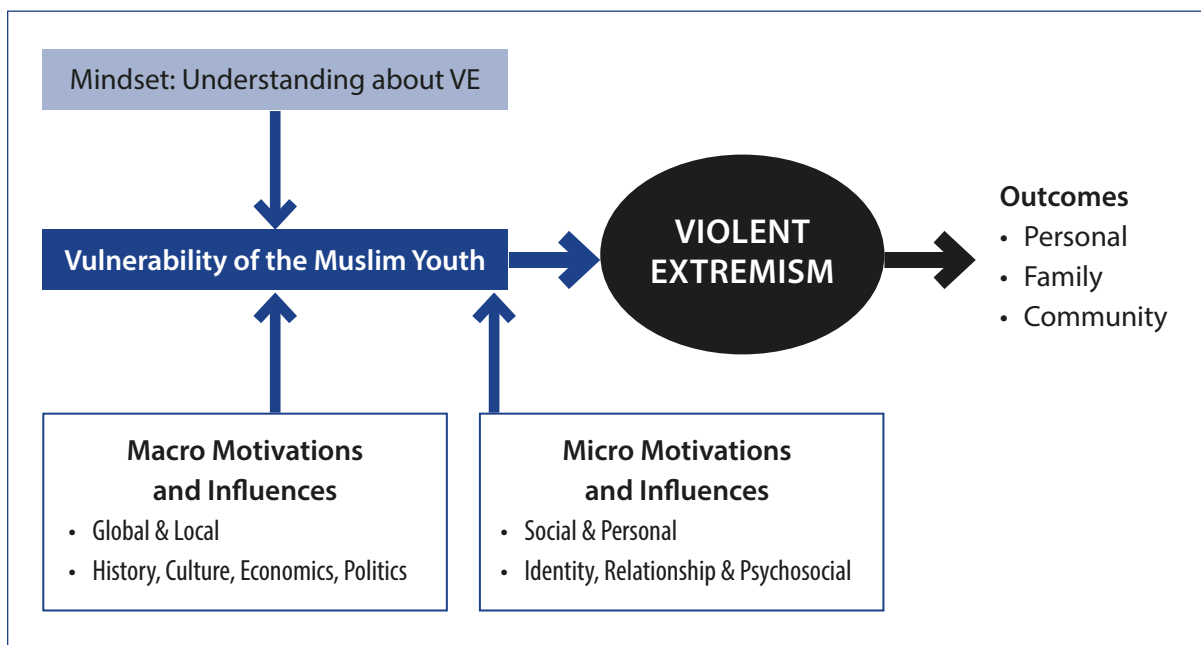 Mindset: Understanding about VE
Vulnerability of the Muslim Youth
VIOLENT
EXTREMISM
Outcomes
• Personal
• Family
• Community
Macro Motivations
and Influences
• Global & Local
• History, Culture, Economics, Politics
Micro Motivations
and Influences
• Social & Personal
• Identity, Relationship & Psychosocial